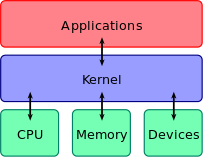 Applications
Kernel
CPU
Memory
Devices